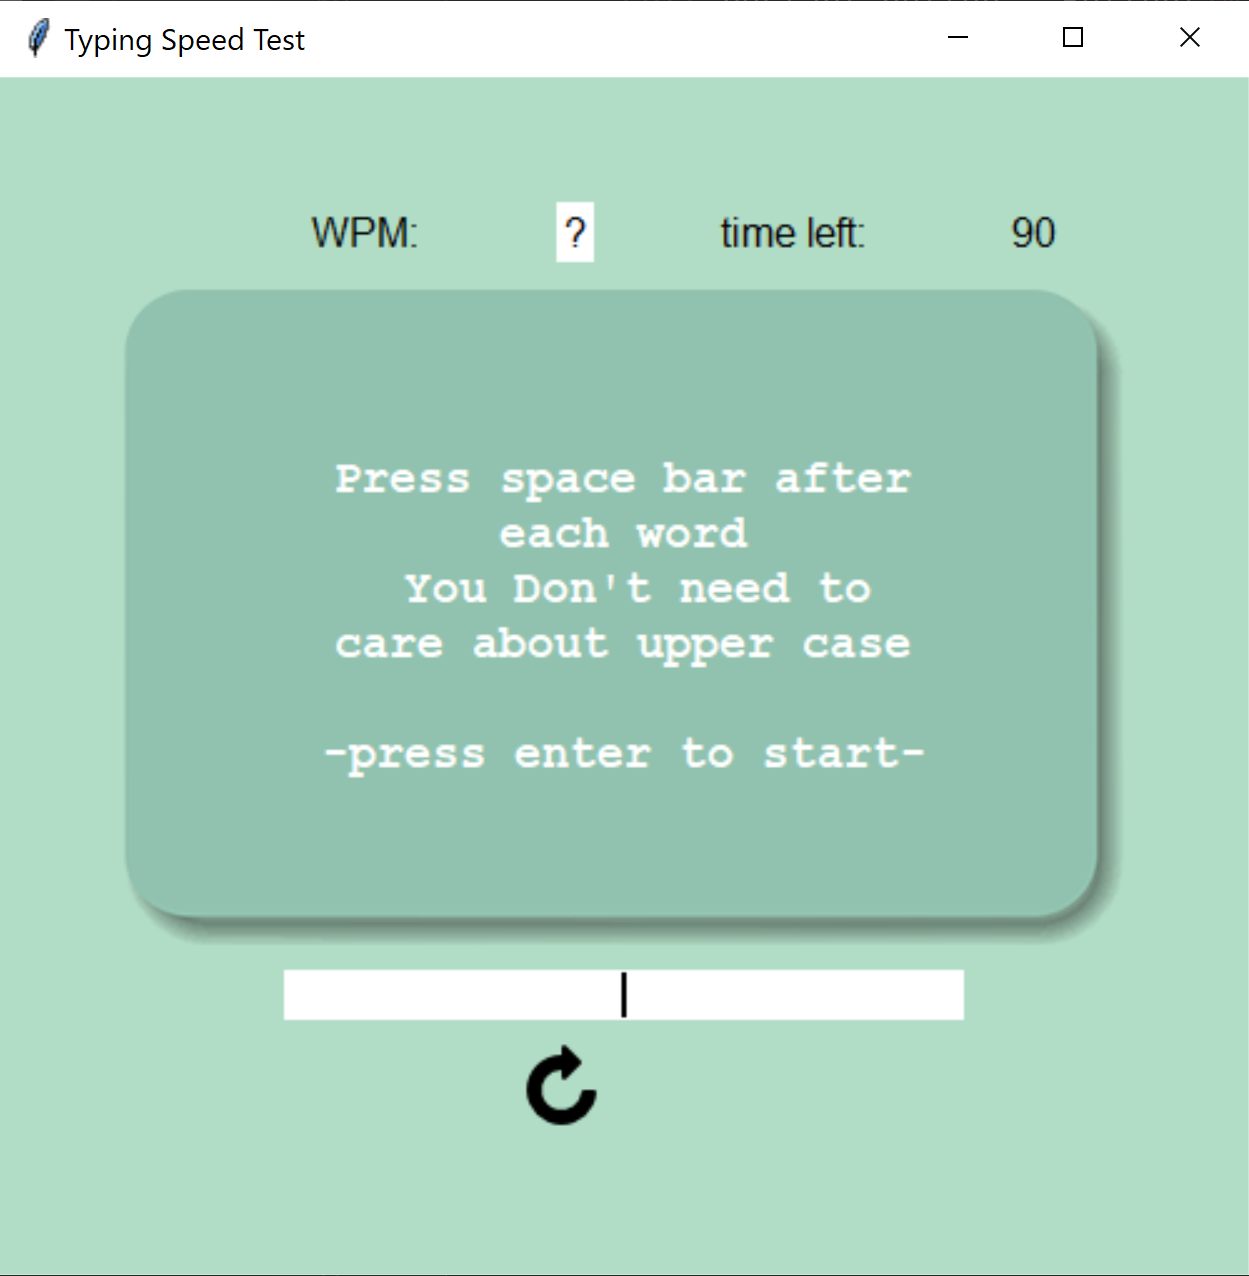 Typing Speed Test
WPM: ? time left: 90
Press space bar after
each word
You Don't need to
care about upper case
-press enter to start-